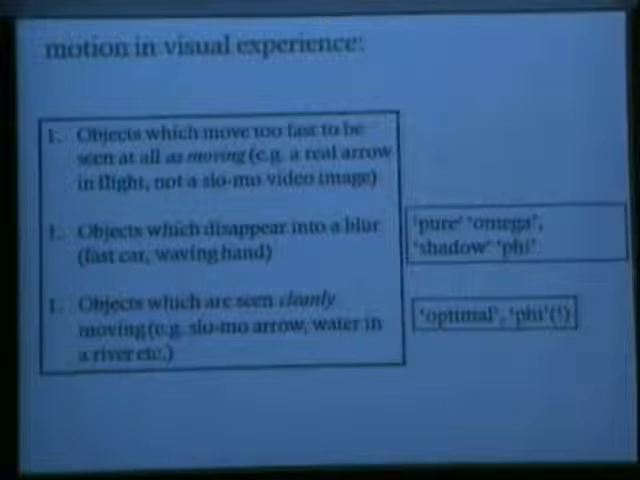 motion in visual experience:
1. Objects which move too fast to be
seen at all as moving (e.g. a real arrow
in flight, not a slo-mo video image)
1. Objects which disappear into a blur
(fast car, waving hand)
'pure' 'omega',
'shadow' 'phi'
1. Objects which are seen cleanly
moving (e.g. slo-mo arrow, water in
a river etc.)
'optimal', 'phi'(!)